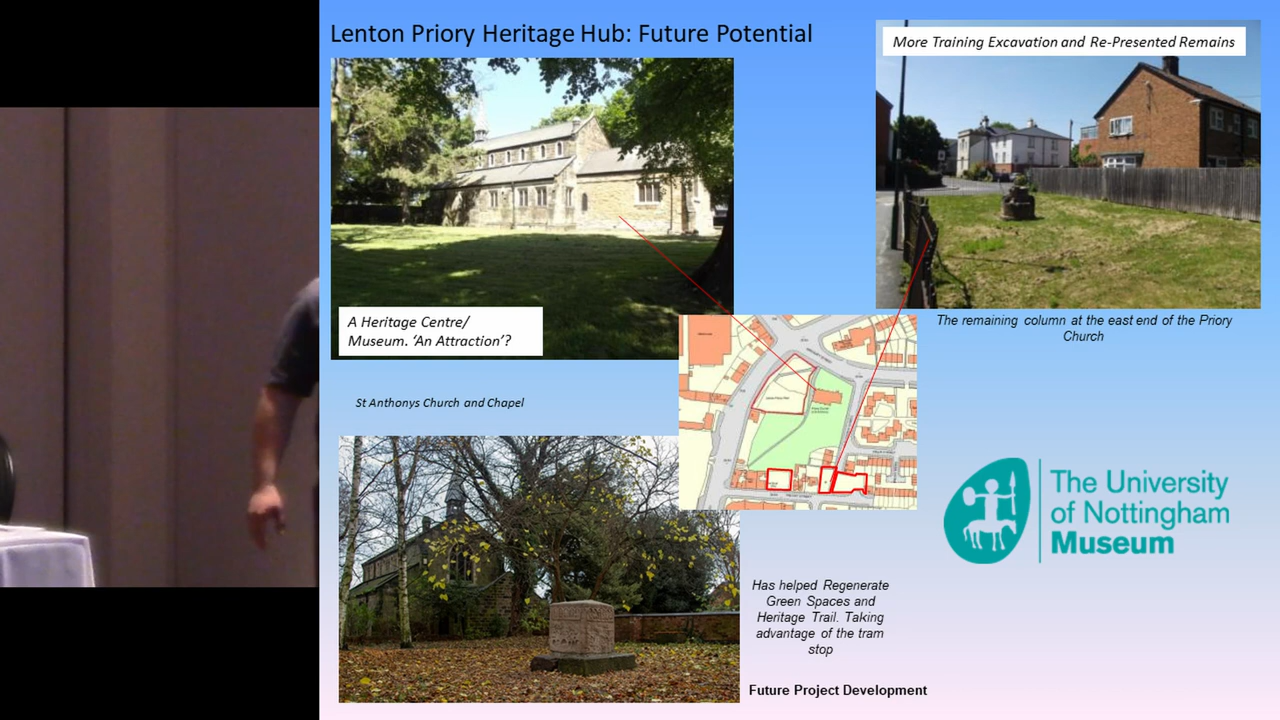 Lenton Priory Heritage Hub: Future Potential
More Training Excavation and Re-Presented Remains
A Heritage Centre/
Museum. ‘An Attraction’?
The remaining column at the east end of the Priory
Church
St Anthonys Church and Chapel
The University
of Nottingham
Museum
Has helped Regenerate
Green Spaces and
Heritage Trail. Taking
advantage of the tram
stop
Future Project Development